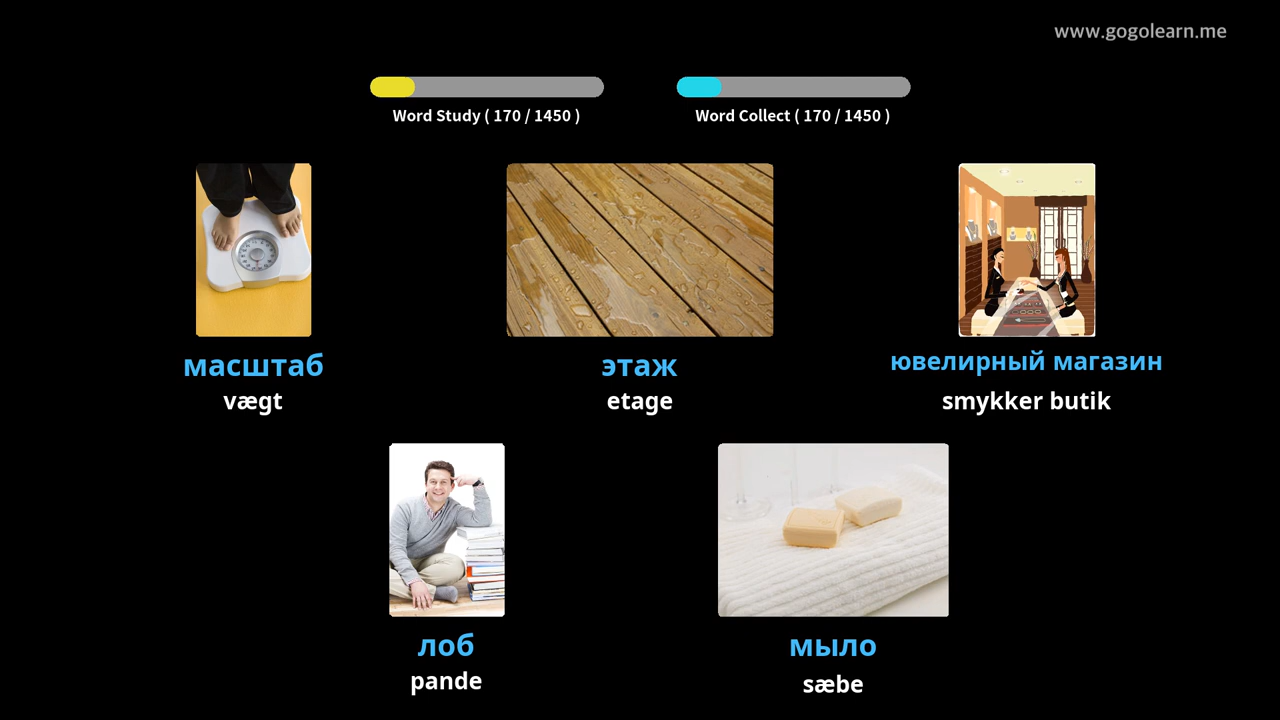 www.gogolearn.me
Word Study ( 170 / 1450 )
Word Collect ( 170 / 1450 )
масштаб
vægt
этаж
etage
ювелирный магазин
smykker butik
лоб
pande
мыло
sæbe